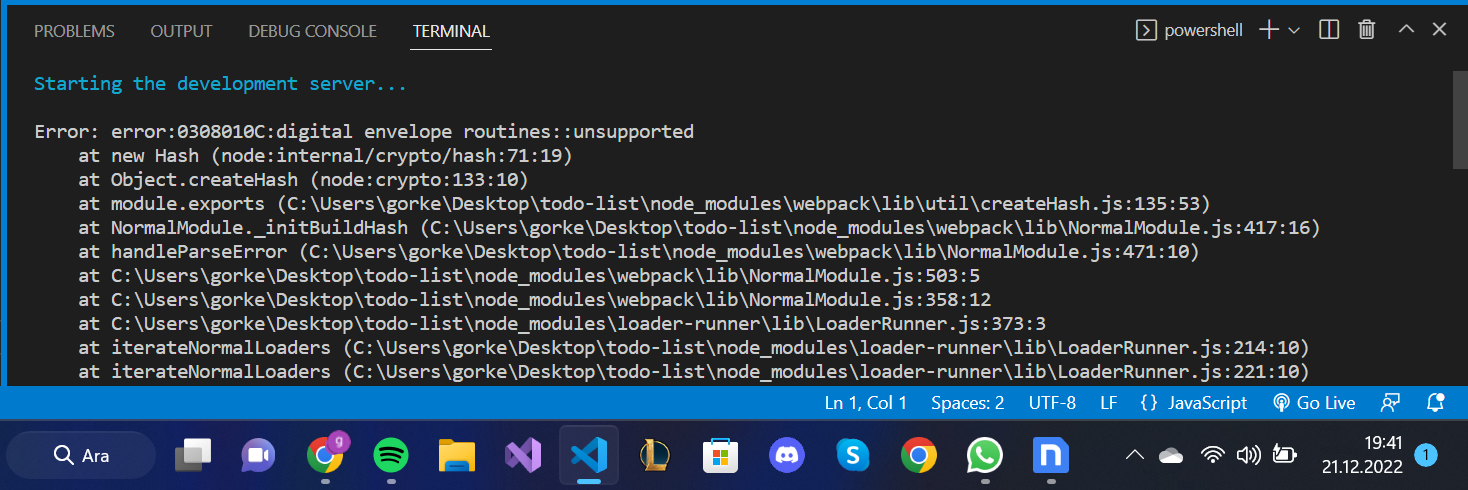 PROBLEMS OUTPUT DEBUG CONSOLE TERMINAL powershell
Starting the development server...
Error: error:0308010C:digital envelope routines::unsupported
    at new Hash (node:internal/crypto/hash:71:19)
    at Object.createHash (node:crypto:133:10)
    at module.exports (C:\Users\gorke\Desktop\todo-list\node_modules\webpack\lib\util\createHash.js:135:53)
    at NormalModule._initBuildHash (C:\Users\gorke\Desktop\todo-list\node_modules\webpack\lib\NormalModule.js:417:16)
    at handleParseError (C:\Users\gorke\Desktop\todo-list\node_modules\webpack\lib\NormalModule.js:471:10)
    at C:\Users\gorke\Desktop\todo-list\node_modules\webpack\lib\NormalModule.js:503:5
    at C:\Users\gorke\Desktop\todo-list\node_modules\webpack\lib\NormalModule.js:358:12
    at C:\Users\gorke\Desktop\todo-list\node_modules\loader-runner\lib\LoaderRunner.js:373:3
    at iterateNormalLoaders (C:\Users\gorke\Desktop\todo-list\node_modules\loader-runner\lib\LoaderRunner.js:214:10)
    at iterateNormalLoaders (C:\Users\gorke\Desktop\todo-list\node_modules\loader-runner\lib\LoaderRunner.js:221:10)
Ln 1, Col 1 Spaces: 2 UTF-8 LF {} JavaScript Go Live
Ara g L S n 19:41
21.12.2022 1